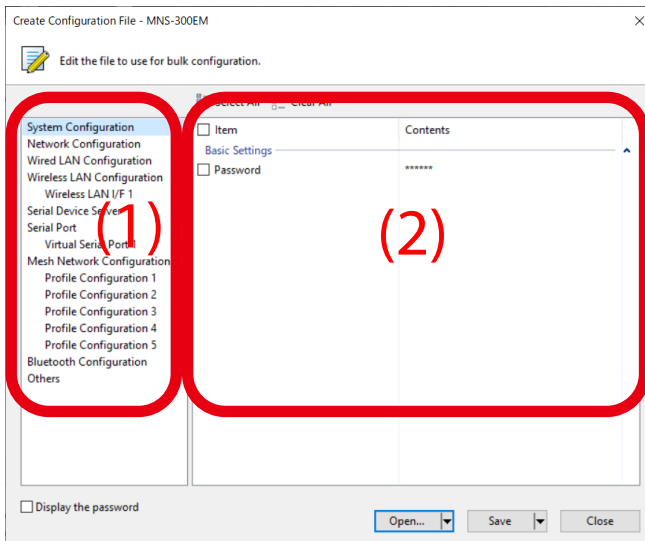 Create Configuration File - MNS-300EM
Edit the file to use for bulk configuration.
Select All Clear All
System Configuration
Network Configuration
Wired LAN Configuration
Wireless LAN Configuration
Wireless LAN I/F 1
Serial Device Server
Serial Port
Virtual Serial Port 1
Mesh Network Configuration
Profile Configuration 1
Profile Configuration 2
Profile Configuration 3
Profile Configuration 4
Profile Configuration 5
Bluetooth Configuration
Others
(1)
Item Contents
Basic Settings
Password ******
(2)
Display the password
Open... Save Close